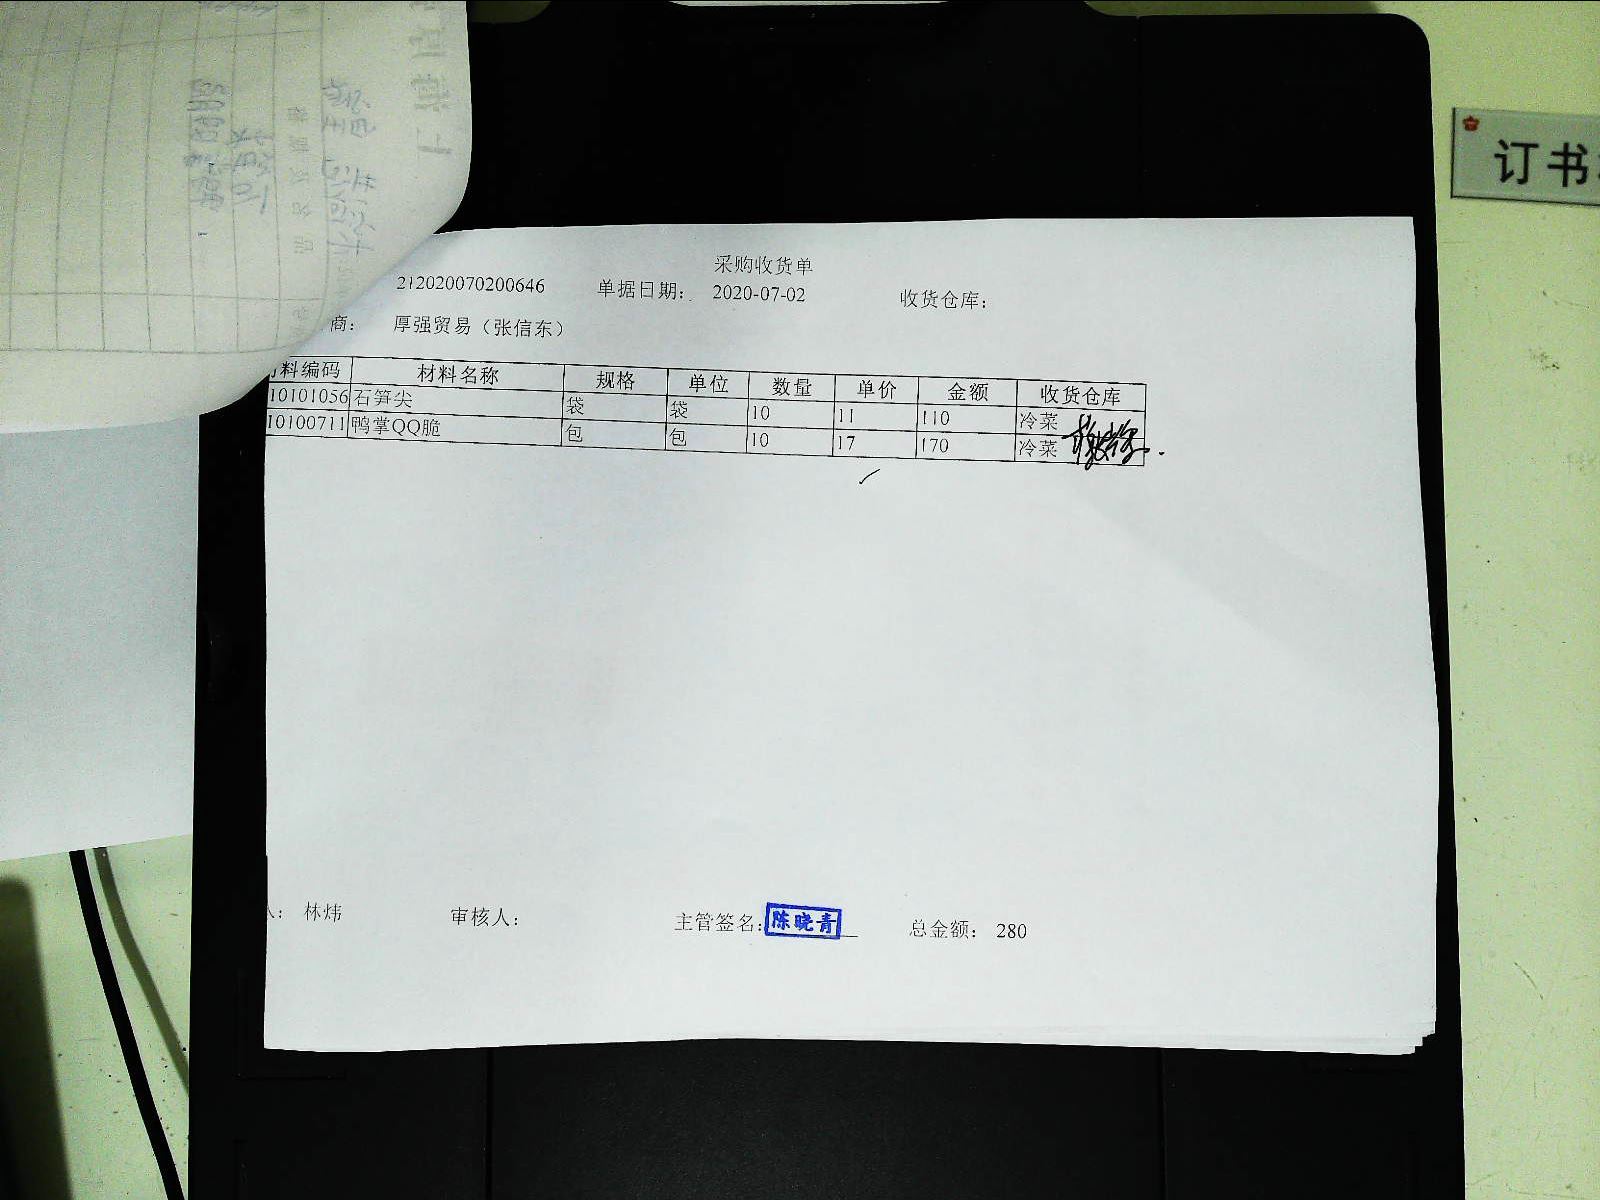 采购收货单
212020070200646 单据日期: 2020-07-02 收货仓库:
商: 厚强贸易（张信东）
料编码 材料名称 规格 单位 数量 单价 金额 收货仓库
10101056 石笋尖 袋 袋 10 11 110 冷菜
10100711 鸭掌QQ脆 包 包 10 17 170 冷菜
人: 林炜 审核人: 主管签名: 陈晓青 总金额: 280
订书